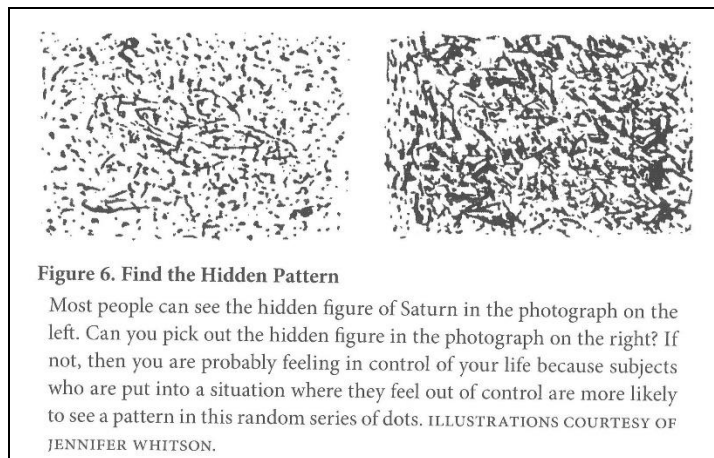 Figure 6. Find the Hidden Pattern
Most people can see the hidden figure of Saturn in the photograph on the
left. Can you pick out the hidden figure in the photograph on the right? If
not, then you are probably feeling in control of your life because subjects
who are put into a situation where they feel out of control are more likely
to see a pattern in this random series of dots. ILLUSTRATIONS COURTESY OF
JENNIFER WHITSON.